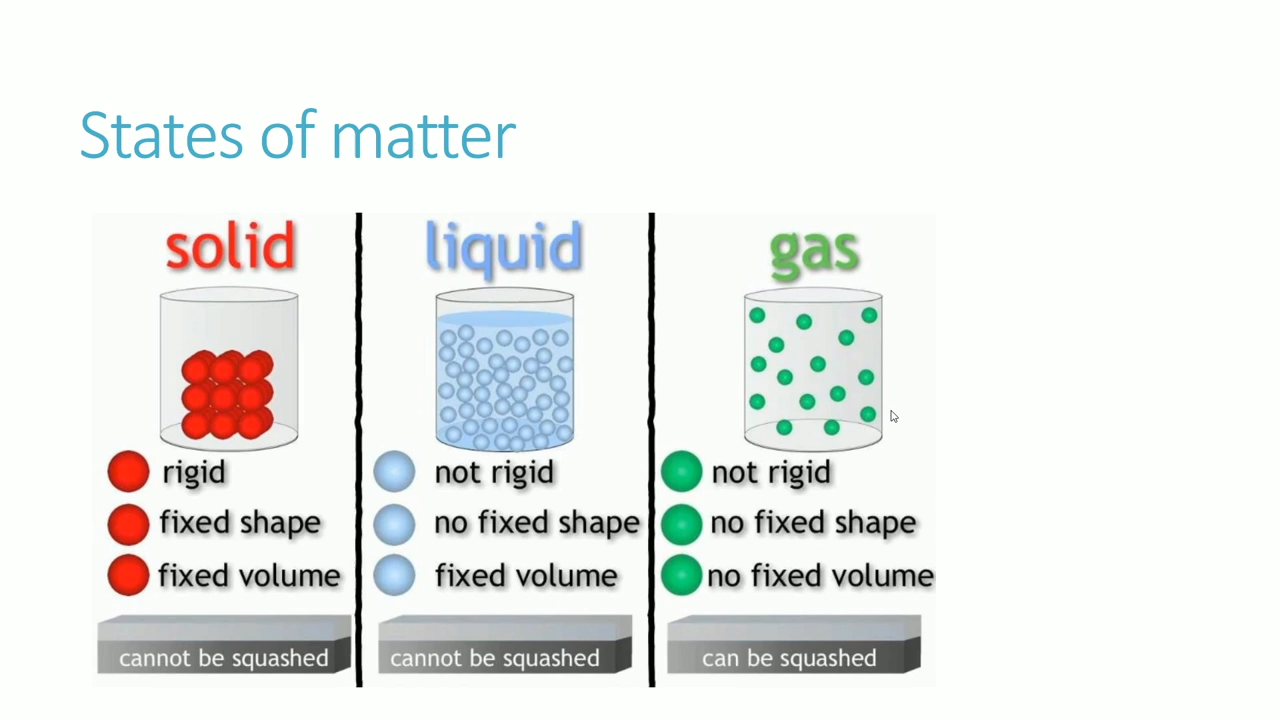 States of matter
solid
rigid
fixed shape
fixed volume
cannot be squashed
liquid
not rigid
no fixed shape
fixed volume
cannot be squashed
gas
not rigid
no fixed shape
no fixed volume
can be squashed